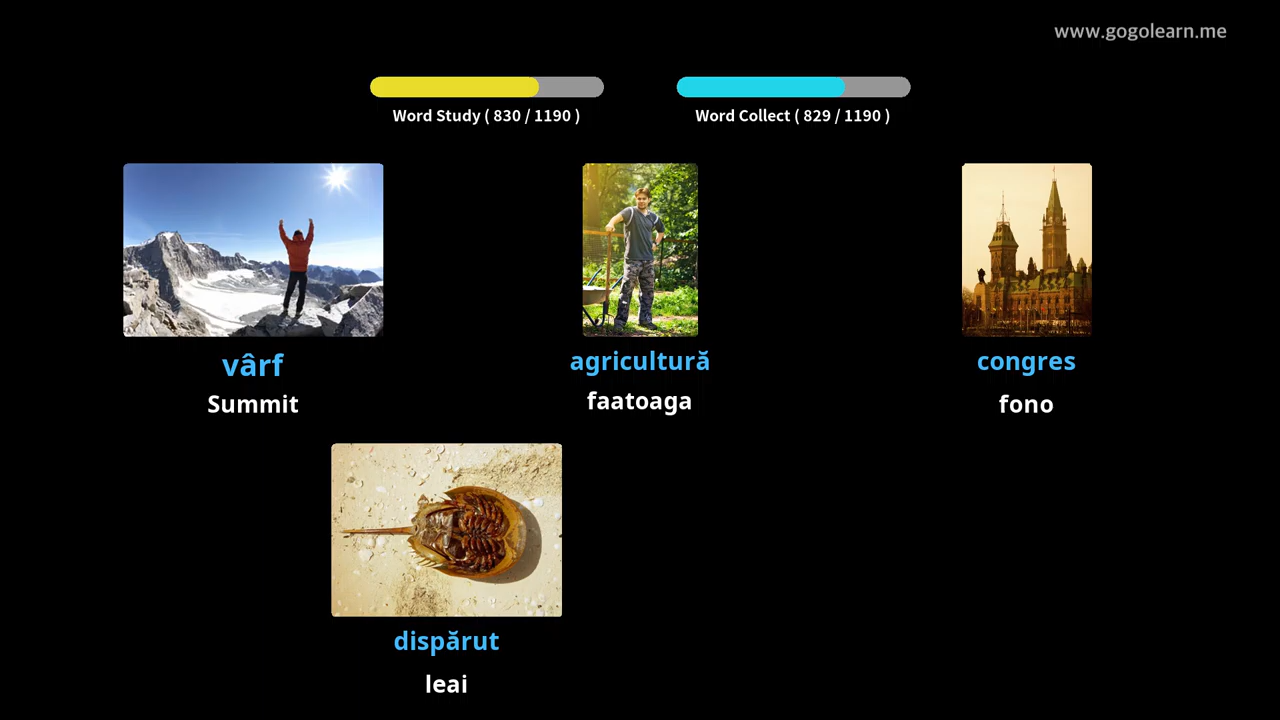 www.gogolearn.me
Word Study ( 830 / 1190 )
Word Collect ( 829 / 1190 )
vârf
Summit
agricultură
faatoaga
congres
fono
dispărut
leai